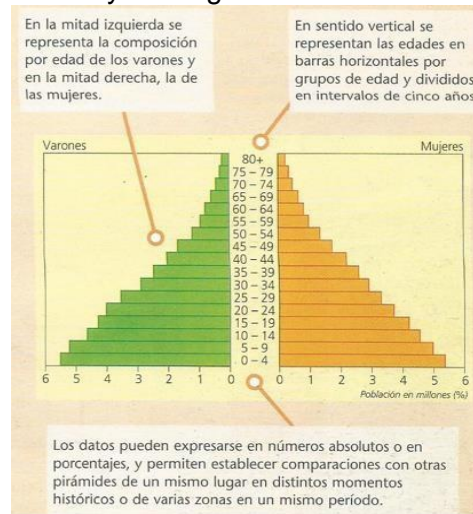 En la mitad izquierda se
representa la composición
por edad de los varones y
en la mitad derecha, la de
las mujeres.
En sentido vertical se
representan las edades en
barras horizontales por
grupos de edad y divididos
en intervalos de cinco años
Varones
Mujeres
80+
75 – 79
70 – 74
65 – 69
60 – 64
55 – 59
50 – 54
45 – 49
40 – 44
35 – 39
30 – 34
25 – 29
20 – 24
15 – 19
10 – 14
5 – 9
0 – 4
6 5 4 3 2 1 0 0 1 2 3 4 5 6
Población en millones (%)
Los datos pueden expresarse en números absolutos o en
porcentajes, y permiten establecer comparaciones con otras
pirámides de un mismo lugar en distintos momentos
históricos o de varias zonas en un mismo período.